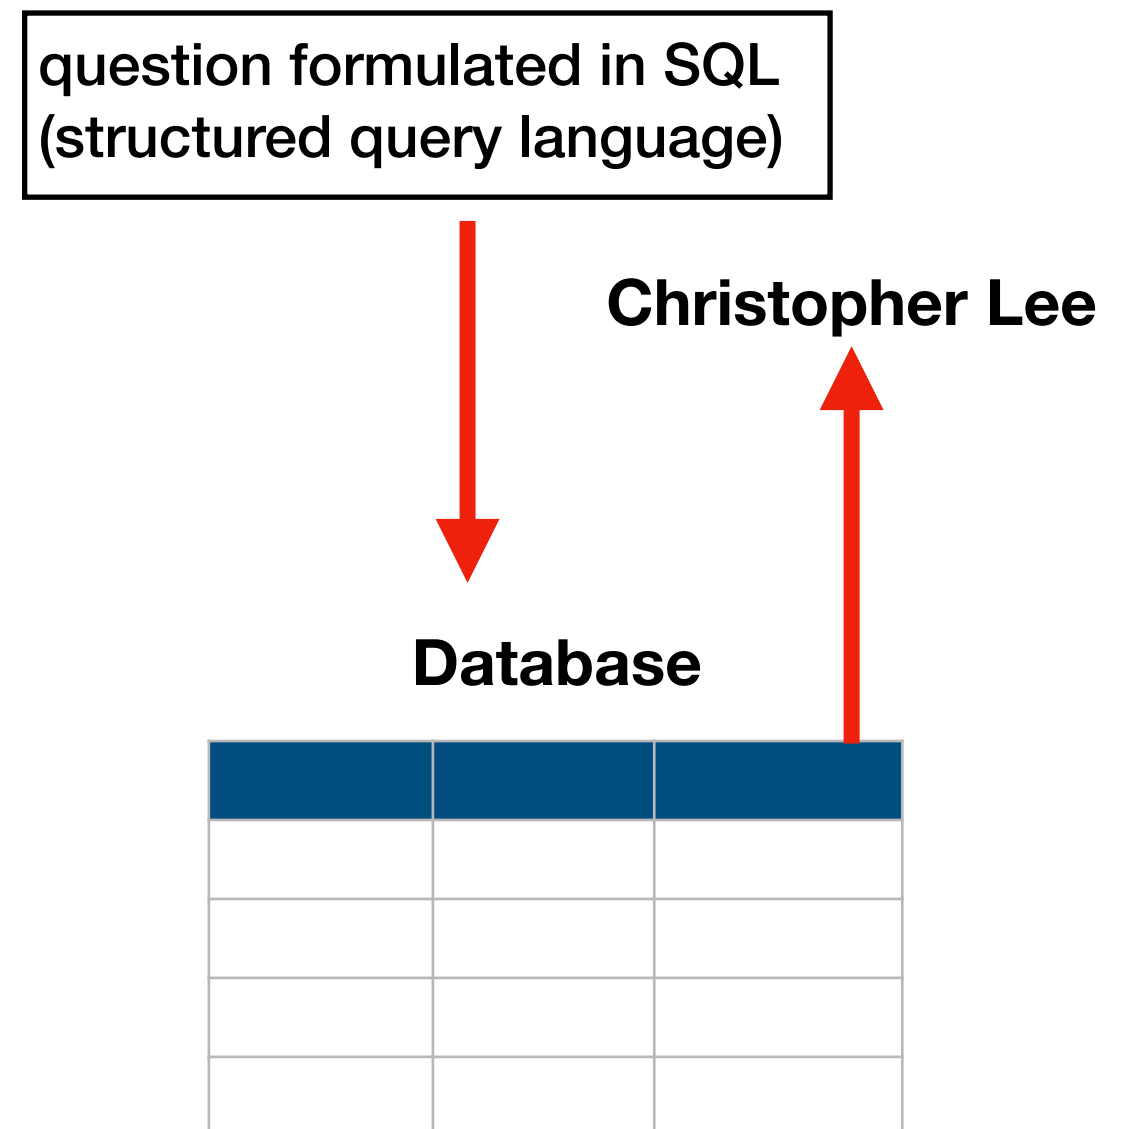 question formulated in SQL
(structured query language)
Christopher Lee
Database